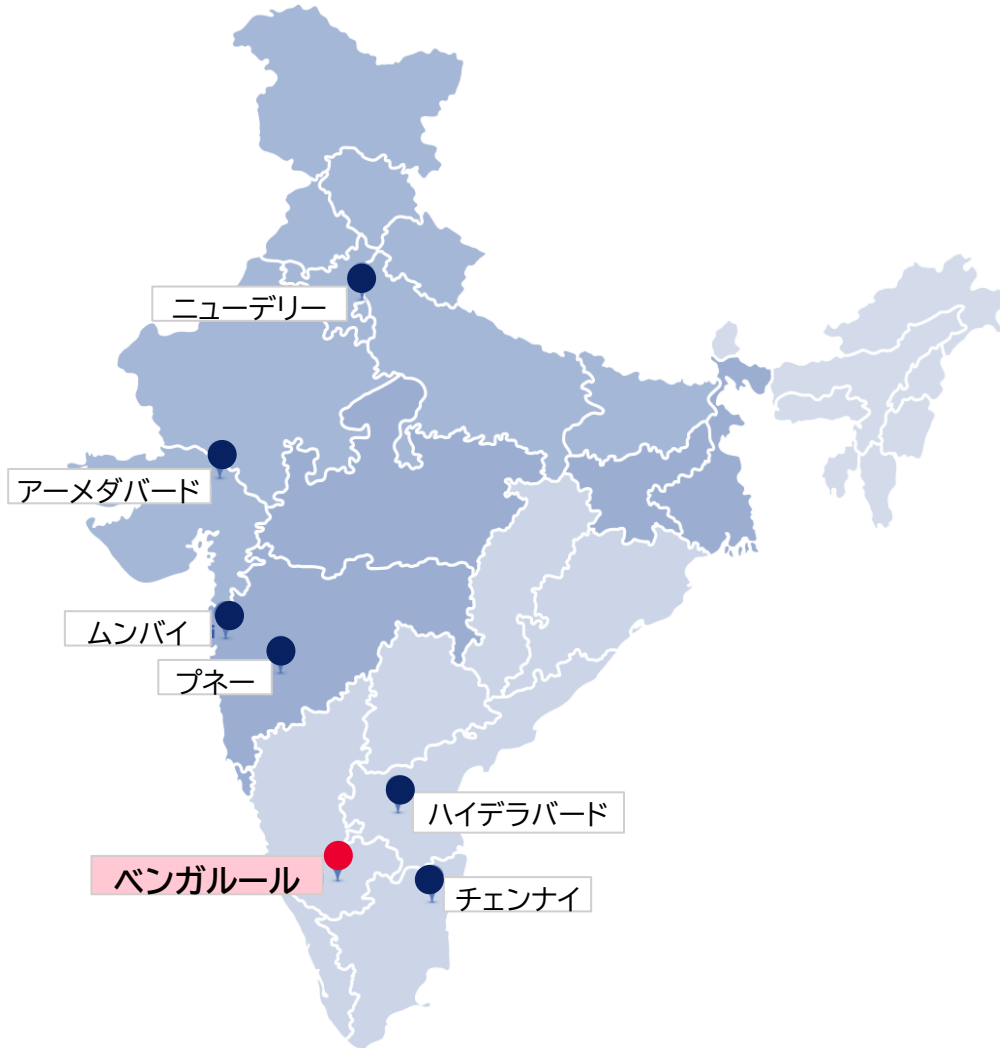 ニューデリー
アーメダバード
ムンバイ
i
プネー
ハイデラバード
ベンガルール
チェンナイ